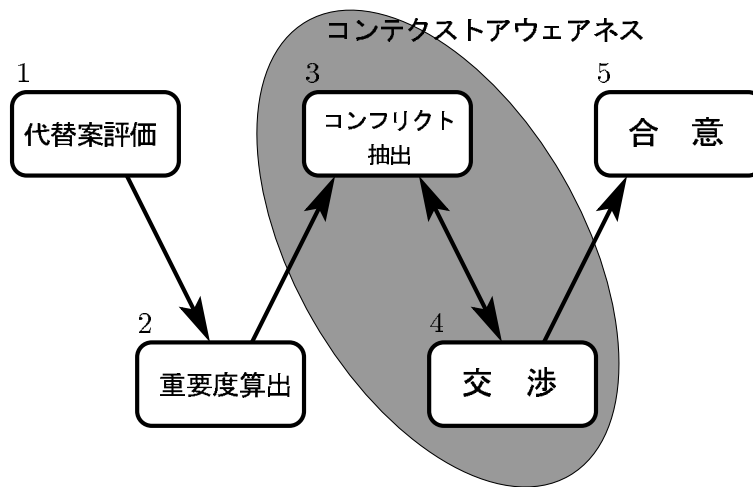 コンテクストアウェアネス
1
代替案評価
2
重要度算出
3
コンフリクト
抽出
4
交　渉
5
合　意